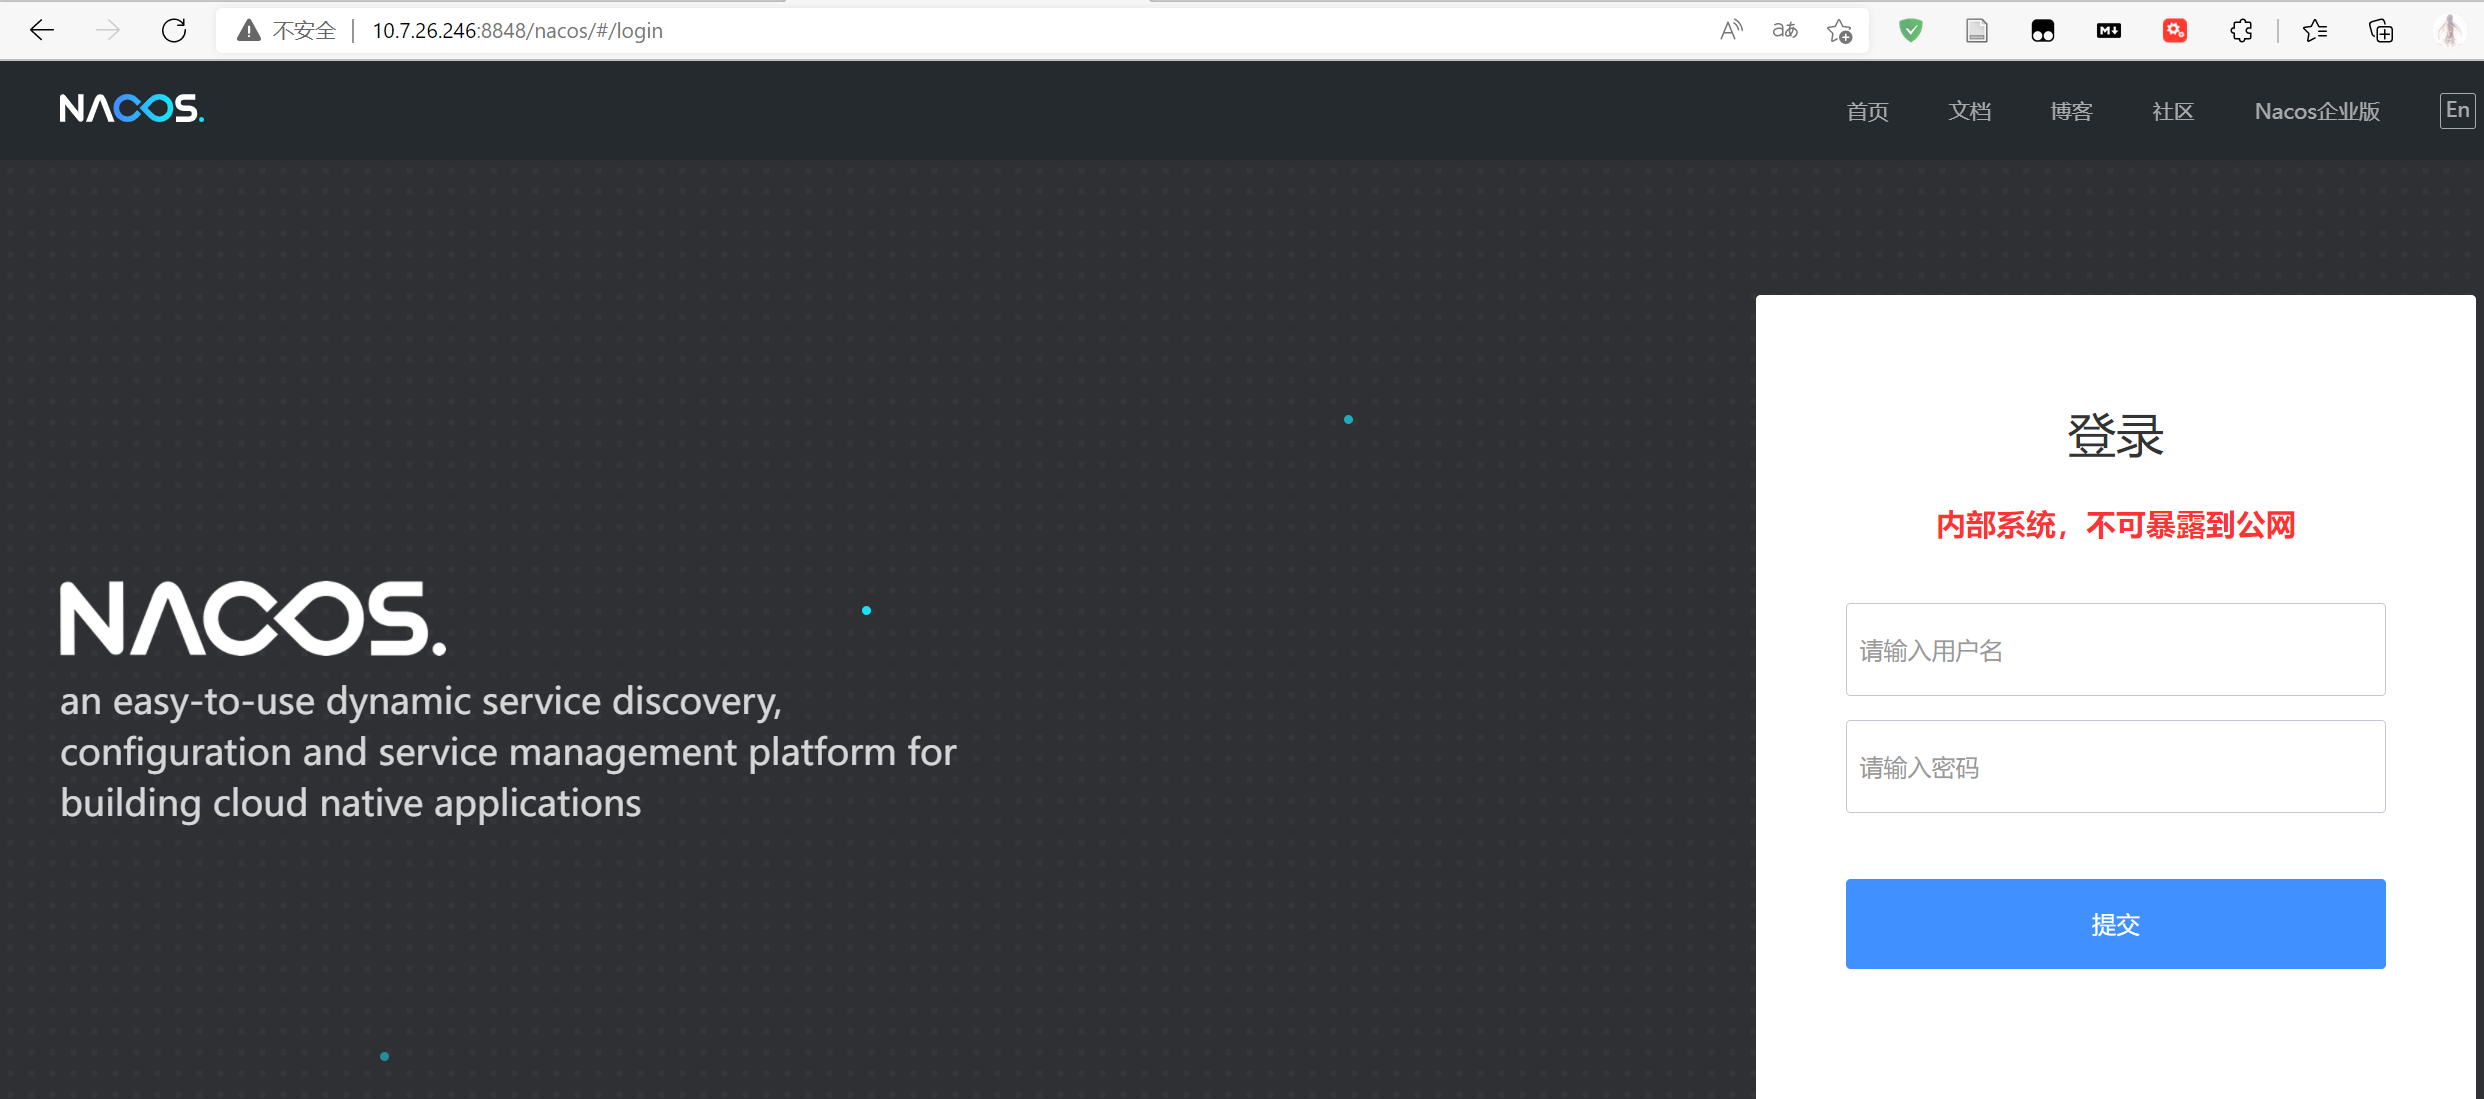 不安全
10.7.26.246:8848/nacos/#/login
NACOS.
首页 文档 博客 社区 Nacos企业版 En
登录
内部系统，不可暴露到公网
请输入用户名
请输入密码
提交
NACOS.
an easy-to-use dynamic service discovery,
configuration and service management platform for
building cloud native applications